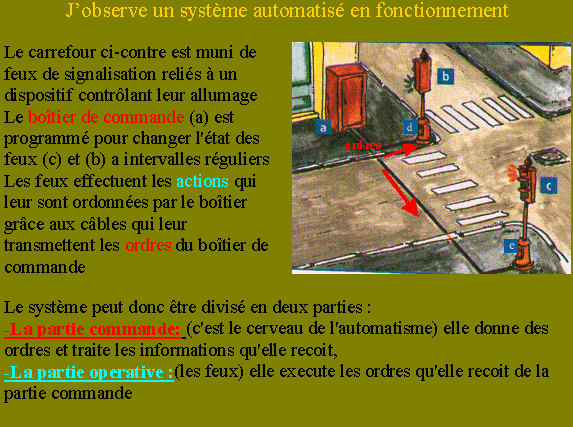 J'observe un système automatisé en fonctionnement
Le carrefour ci-contre est muni de
feux de signalisation reliés à un
dispositif contrôlant leur allumage
Le boîtier de commande (a) est
programmé pour changer l'état des
feux (c) et (b) a intervalles réguliers
Les feux effectuent les actions qui
leur sont ordonnées par le boîtier
grâce aux câbles qui leur
transmettent les ordres du boîtier de
commande
a
b
d
c
e
Le système peut donc être divisé en deux parties :
-La partie commande: (c'est le cerveau de l'automatisme) elle donne des
ordres et traite les informations qu'elle recoit,
-La partie operative :(les feux) elle execute les ordres qu'elle recoit de la
partie commande